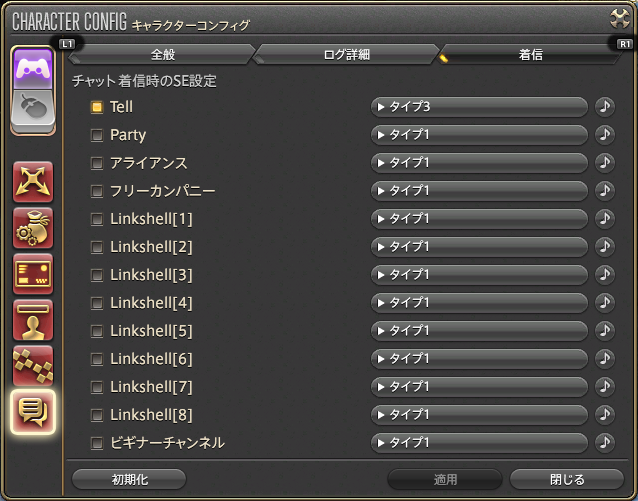 CHARACTER CONFIG キャラクターコンフィグ
L1 全般 ログ詳細 着信 R1
チャット着信時のSE設定
Tell タイプ3
Party タイプ1
アライアンス タイプ1
フリーカンパニー タイプ1
Linkshell[1] タイプ1
Linkshell[2] タイプ1
Linkshell[3] タイプ1
Linkshell[4] タイプ1
Linkshell[5] タイプ1
Linkshell[6] タイプ1
Linkshell[7] タイプ1
Linkshell[8] タイプ1
ビギナーチャンネル タイプ1
初期化 適用 閉じる